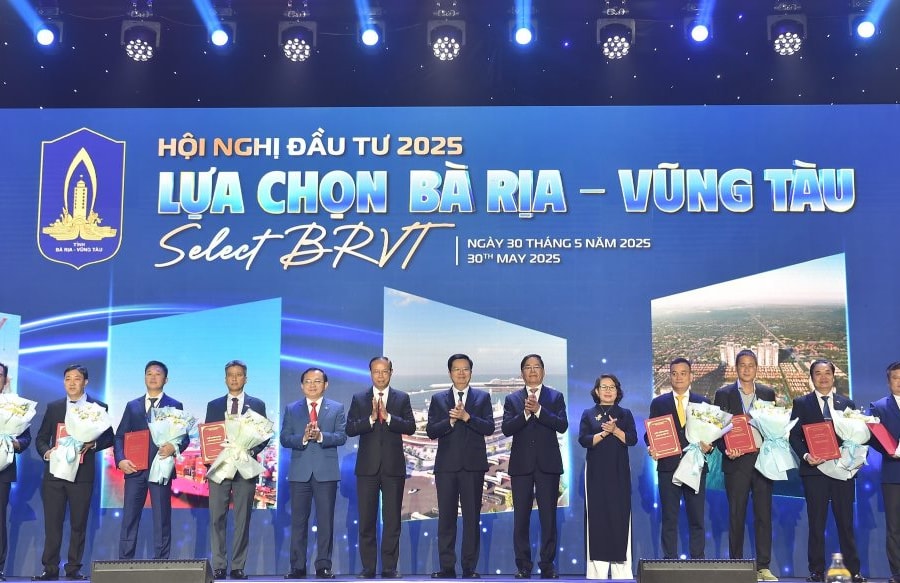 HỘI NGHỊ ĐẦU TƯ 2025
LỰA CHỌN BÀ RỊA – VŨNG TÀU
Select BRVT
NGÀY 30 THÁNG 5 NĂM 2025
30TH MAY 2025
TỈNH
BÀ RỊA - VŨNG TÀU